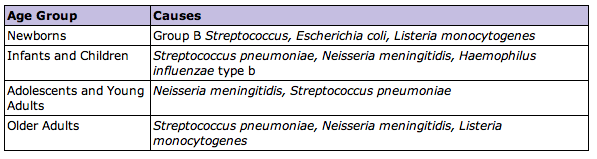 Age Group Causes
Newborns Group B Streptococcus, Escherichia coli, Listeria monocytogenes
Infants and Children Streptococcus pneumoniae, Neisseria meningitidis, Haemophilus
influenzae type b
Adolescents and Young Neisseria meningitidis, Streptococcus pneumoniae
Adults
Older Adults Streptococcus pneumoniae, Neisseria meningitidis, Listeria
monocytogenes